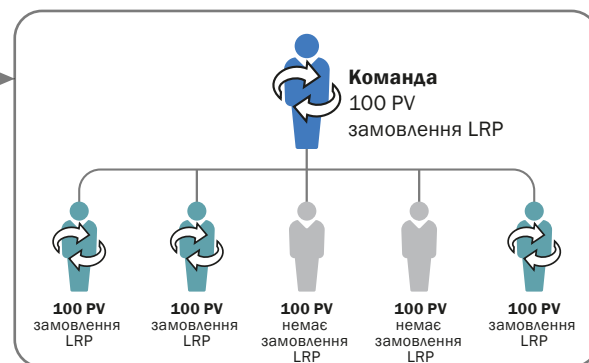 Команда
100 PV
замовлення LRP
100 PV
замовлення
LRP
100 PV
замовлення
LRP
100 PV
немає
замовлення
LRP
100 PV
немає
замовлення
LRP
100 PV
замовлення
LRP